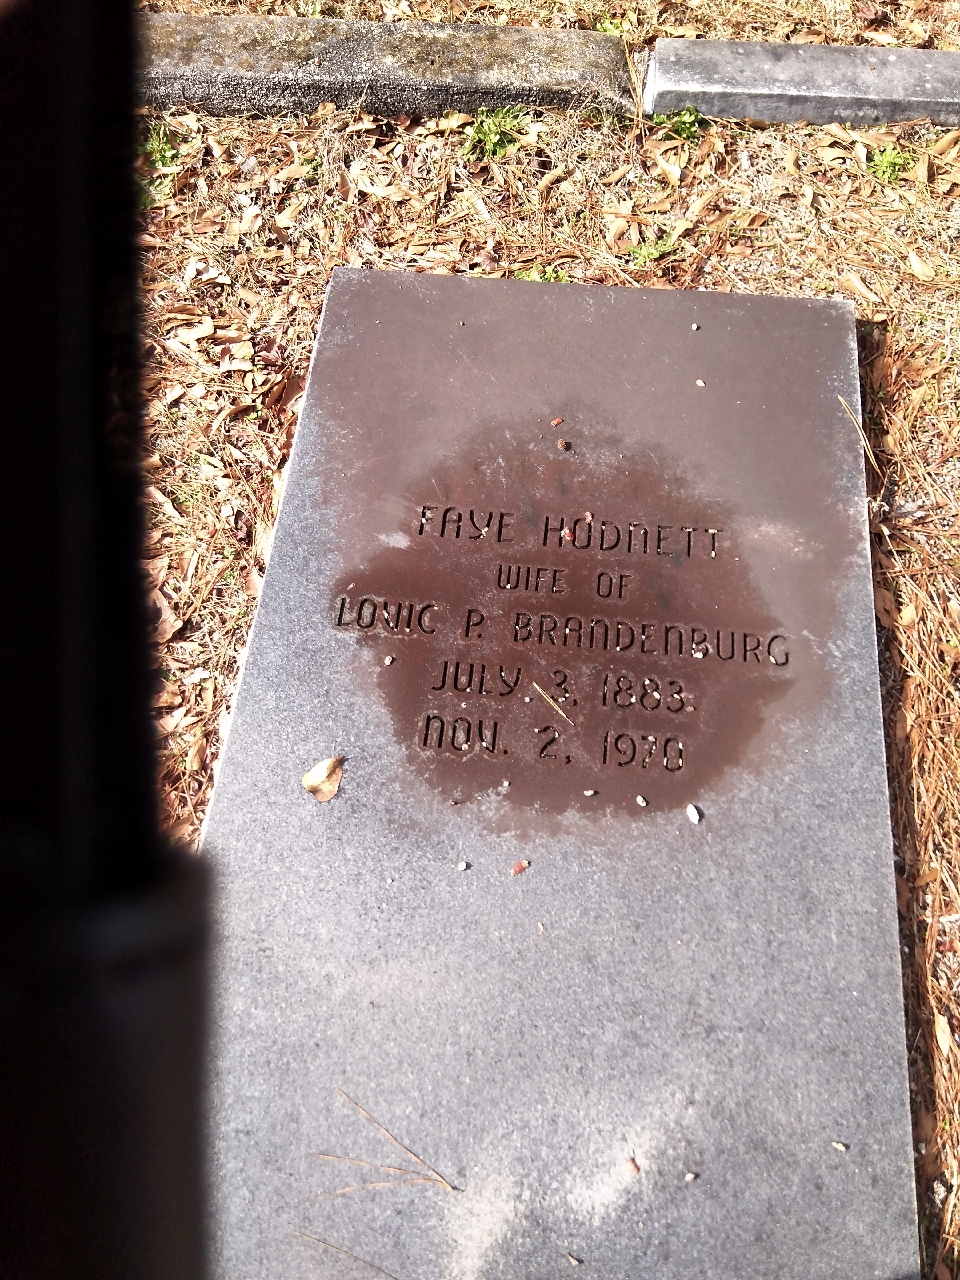 FAYE HODNETT
WIFE OF
LOVIC P. BRANDENBURG
JULY 3, 1883
NOV. 2, 1970